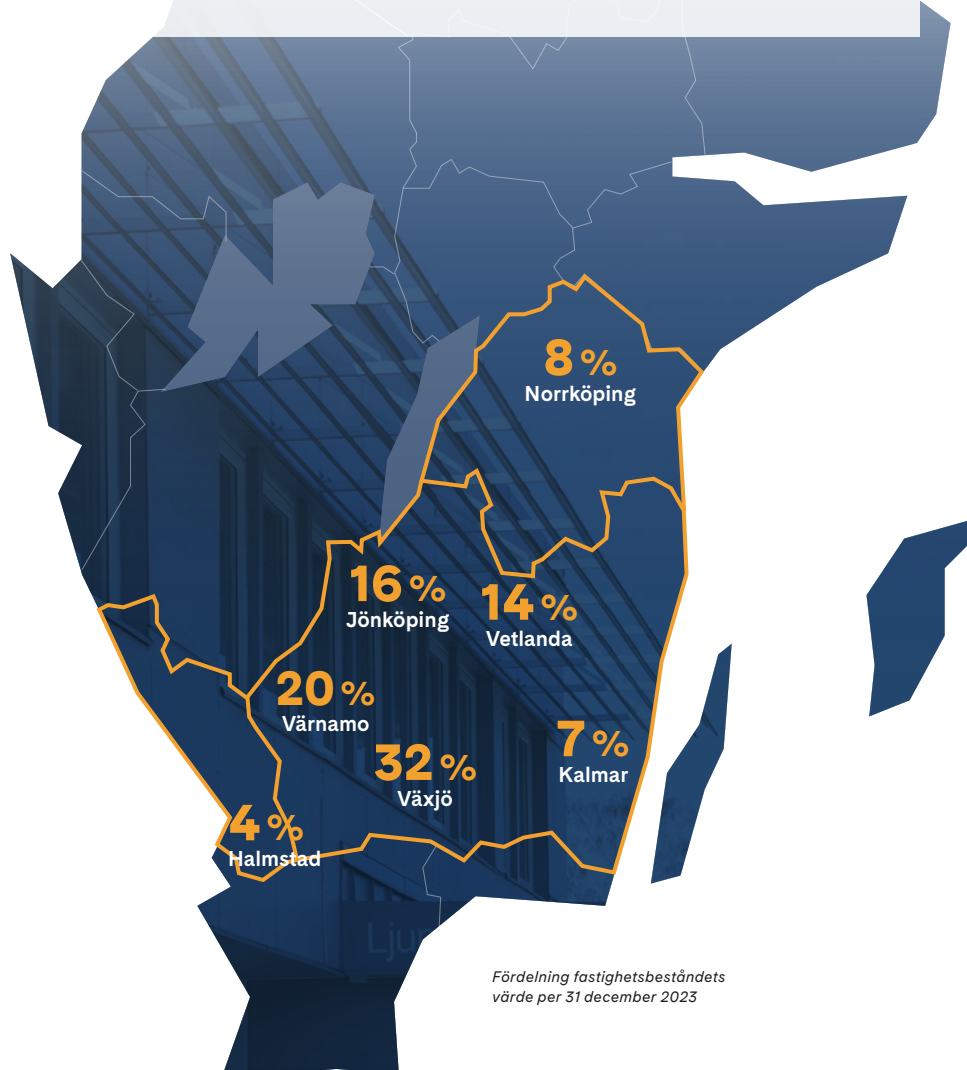 8 %
Norrköping
16 %
Jönköping
14 %
Vetlanda
20 %
Värnamo
32 %
Växjö
7 %
Kalmar
4 %
Halmstad
Fördelning fastighetsbeståndets
värde per 31 december 2023